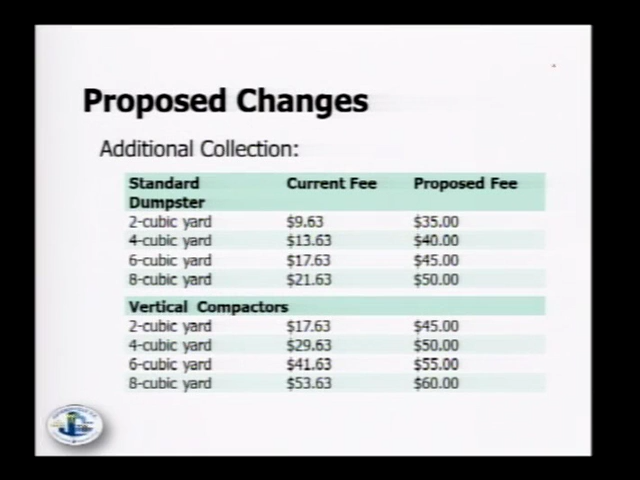 Proposed Changes
Additional Collection:
Standard Dumpster Current Fee Proposed Fee
2-cubic yard $9.63 $35.00
4-cubic yard $13.63 $40.00
6-cubic yard $17.63 $45.00
8-cubic yard $21.63 $50.00
Vertical Compactors
2-cubic yard $17.63 $45.00
4-cubic yard $29.63 $50.00
6-cubic yard $41.63 $55.00
8-cubic yard $53.63 $60.00